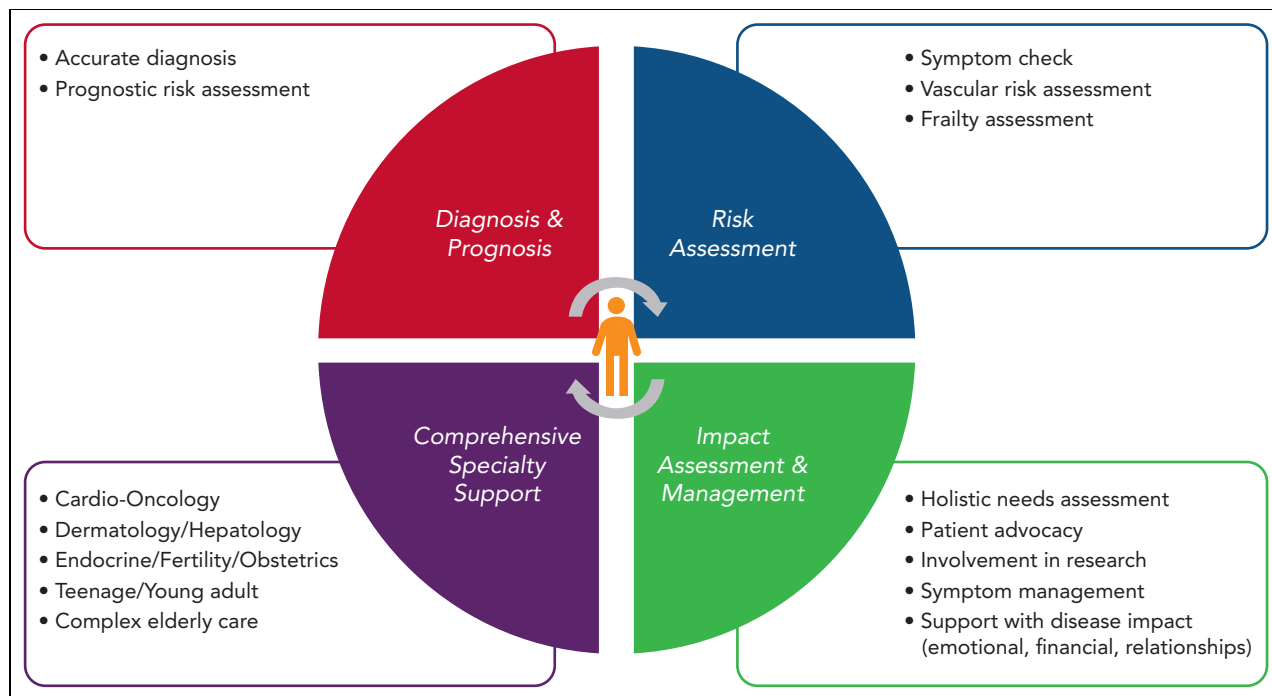 • Accurate diagnosis
• Prognostic risk assessment
• Symptom check
• Vascular risk assessment
• Frailty assessment
Diagnosis &
Prognosis
Risk
Assessment
Comprehensive
Specialty
Support
Impact
Assessment &
Management
• Cardio-Oncology
• Dermatology/Hepatology
• Endocrine/Fertility/Obstetrics
• Teenage/Young adult
• Complex elderly care
• Holistic needs assessment
• Patient advocacy
• Involvement in research
• Symptom management
• Support with disease impact
(emotional, financial, relationships)